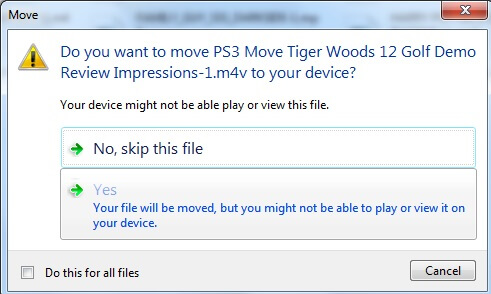 Move
Do you want to move PS3 Move Tiger Woods 12 Golf Demo
Review Impressions-1.m4v to your device?
Your device might not be able play or view this file.
No, skip this file
Yes
Your file will be moved, but you might not be able to play or view it on
your device.
Do this for all files
Cancel